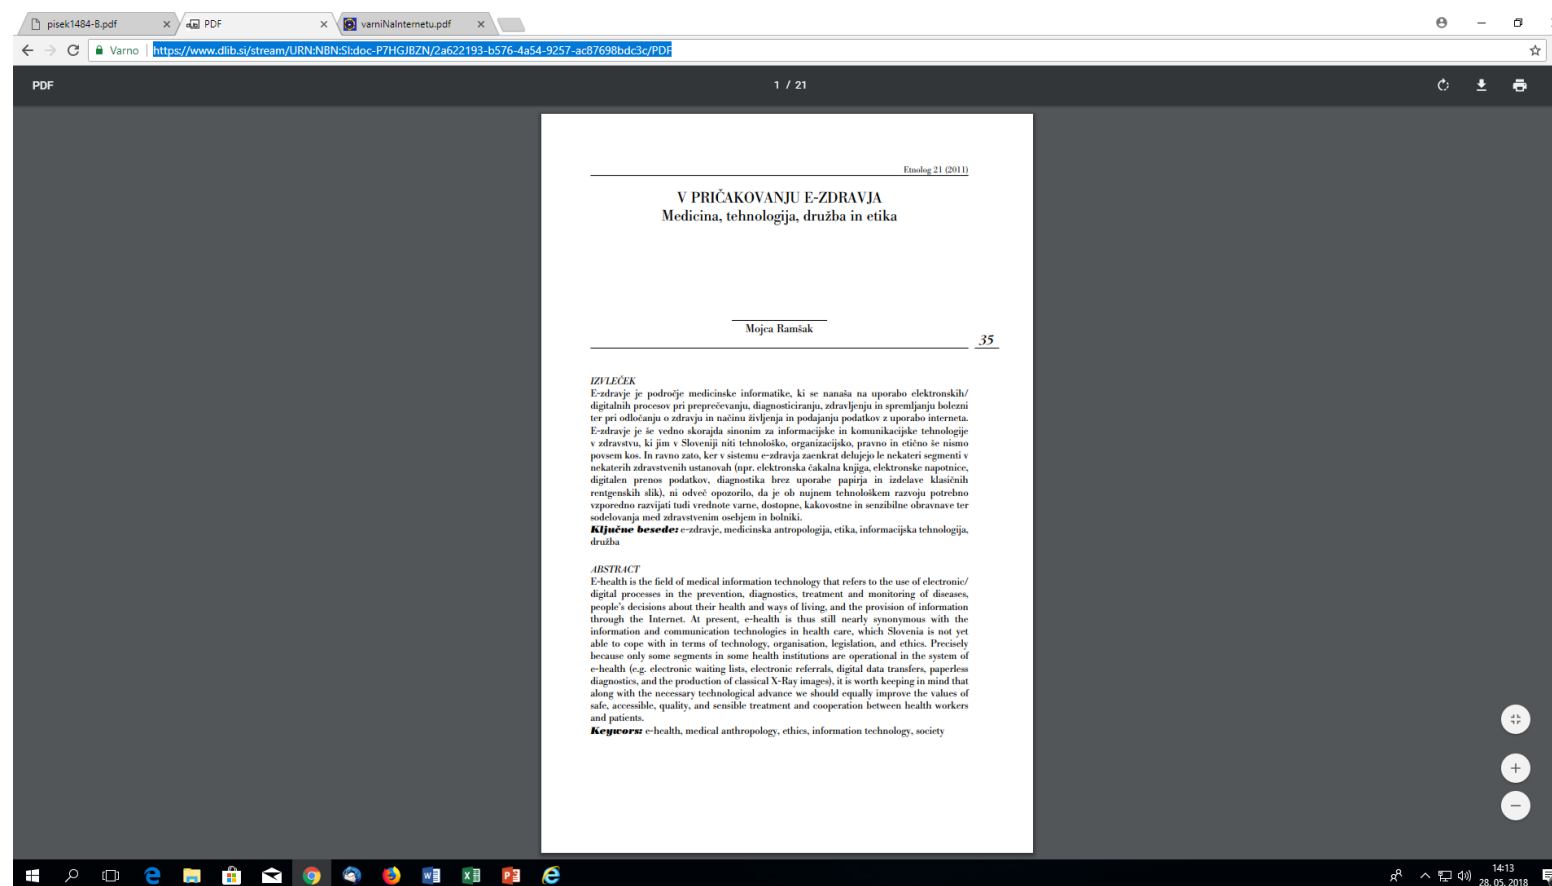 pisek1484-B.pdf
PDF
varniNaInternetu.pdf
Varno
https://www.dlib.si/stream/URN:NBN:SI:doc-P7HGJBZN/2a622193-b576-4a54-9257-ac87698bdc3c/PDF
PDF
1 / 21
Etnolog 21 (2011)
V PRIČAKOVANJU E-ZDRAVJA
Medicina, tehnologija, družba in etika
Mojca Ramšak
35
IZVLEČEK
E-zdravje je področje medicinske informatike, ki se nanaša na uporabo elektronskih/
digitalnih procesov pri preprečevanju, diagnosticiranju, zdravljenju in spremljanju bolezni
ter pri odločanju o zdravju in načinu življenja in podajanju podatkov z uporabo interneta.
E-zdravje je še vedno skorajda sinonim za informacijske in komunikacijske tehnologije
v zdravstvu, ki jim v Sloveniji niti tehnološko, organizacijsko, pravno in etično še nismo
povsem kos. In ravno zato, ker v sistemu e-zdravja zaenkrat delujejo le nekateri segmenti v
nekaterih zdravstvenih ustanovah (npr. elektronska čakalna knjiga, elektronske napotnice,
digitalen prenos podatkov, diagnostika brez uporabe papirja in izdelave klasičnih
rentgenskih slik), ni odveč opozorilo, da je ob nujnem tehnološkem razvoju potrebno
vzporedno razvijati tudi vrednote varne, dostopne, kakovostne in senzibilne obravnave ter
sodelovanja med zdravstvenim osebjem in bolniki.
Ključne besede: e-zdravje, medicinska antropologija, etika, informacijska tehnologija,
družba
ABSTRACT
E-health is the field of medical information technology that refers to the use of electronic/
digital processes in the prevention, diagnostics, treatment and monitoring of diseases,
people's decisions about their health and ways of living, and the provision of information
through the Internet. At present, e-health is thus still nearly synonymous with the
information and communication technologies in health care, which Slovenia is not yet
able to cope with in terms of technology, organisation, legislation, and ethics. Precisely
because only some segments in some health institutions are operational in the system of
e-health (e.g. electronic waiting lists, electronic referrals, digital data transfers, paperless
diagnostics, and the production of classical X-Ray images), it is worth keeping in mind that
along with the necessary technological advance we should equally improve the values of
safe, accessible, quality, and sensible treatment and cooperation between health workers
and patients.
Keywors: e-health, medical anthropology, ethics, information technology, society
14:13
28. 05. 2018